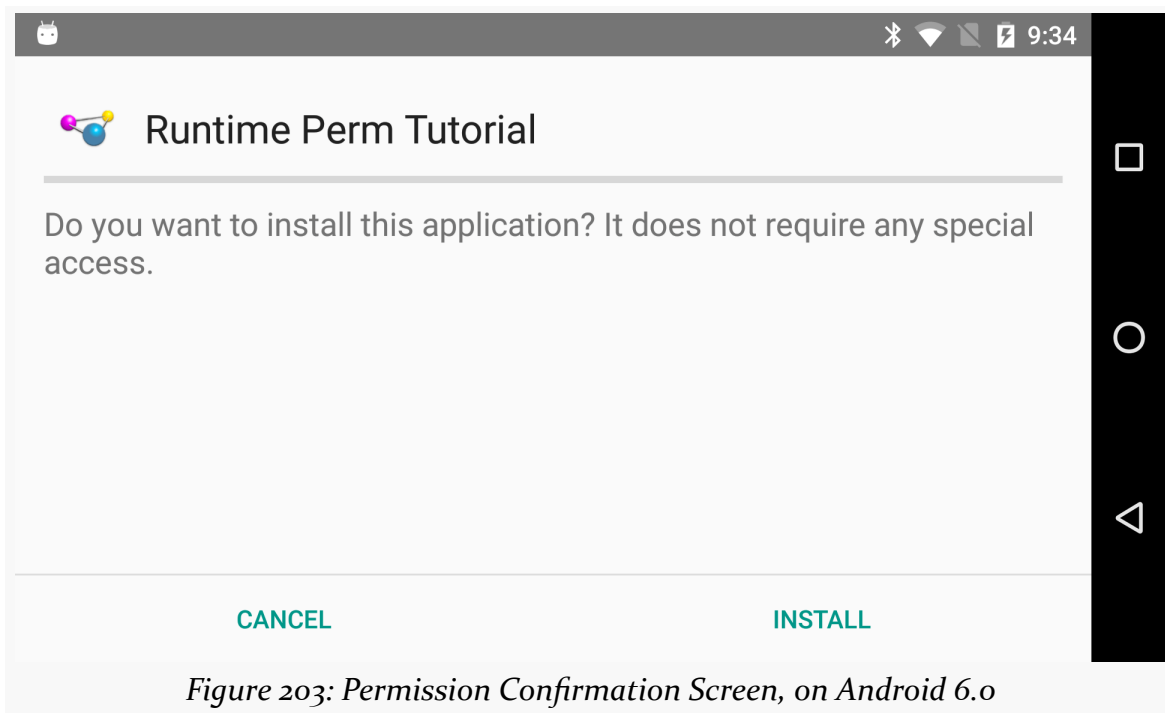 9:34
Runtime Perm Tutorial
Do you want to install this application? It does not require any special
access.
CANCEL INSTALL
Figure 203: Permission Confirmation Screen, on Android 6.0